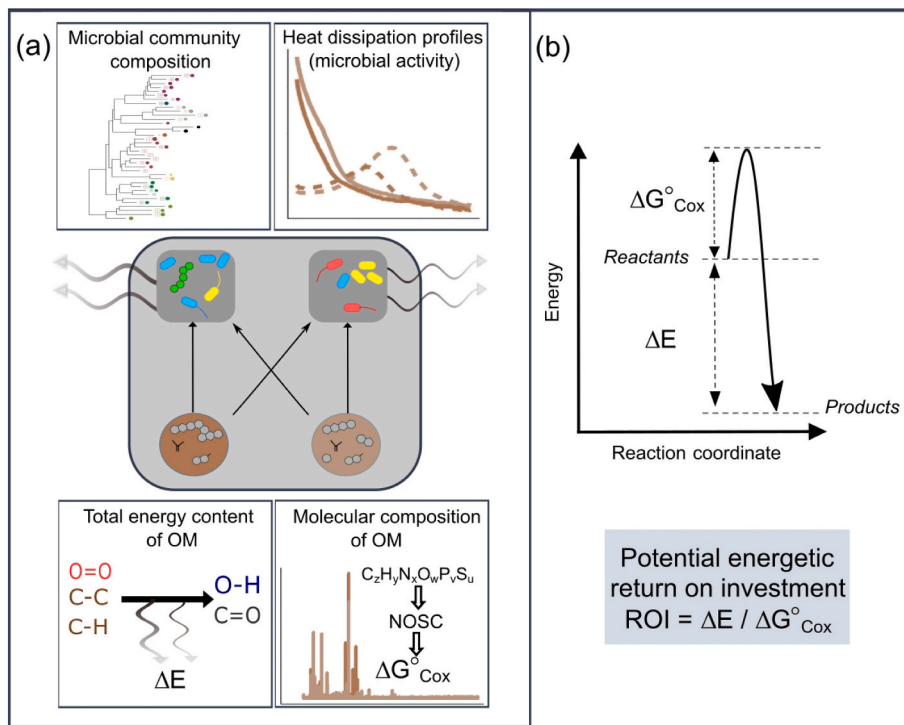 (a)
Microbial community
composition
Heat dissipation profiles
(microbial activity)
Total energy content
of OM
O=O
C-C
C-H
O-H
C=O
ΔE
Molecular composition
of OM
CzHyNxOwPvSu
NOSC
ΔG°Cox
(b)
Energy
ΔG°Cox
Reactants
ΔE
Products
Reaction coordinate
Potential energetic
return on investment
ROI = ΔE / ΔG°Cox